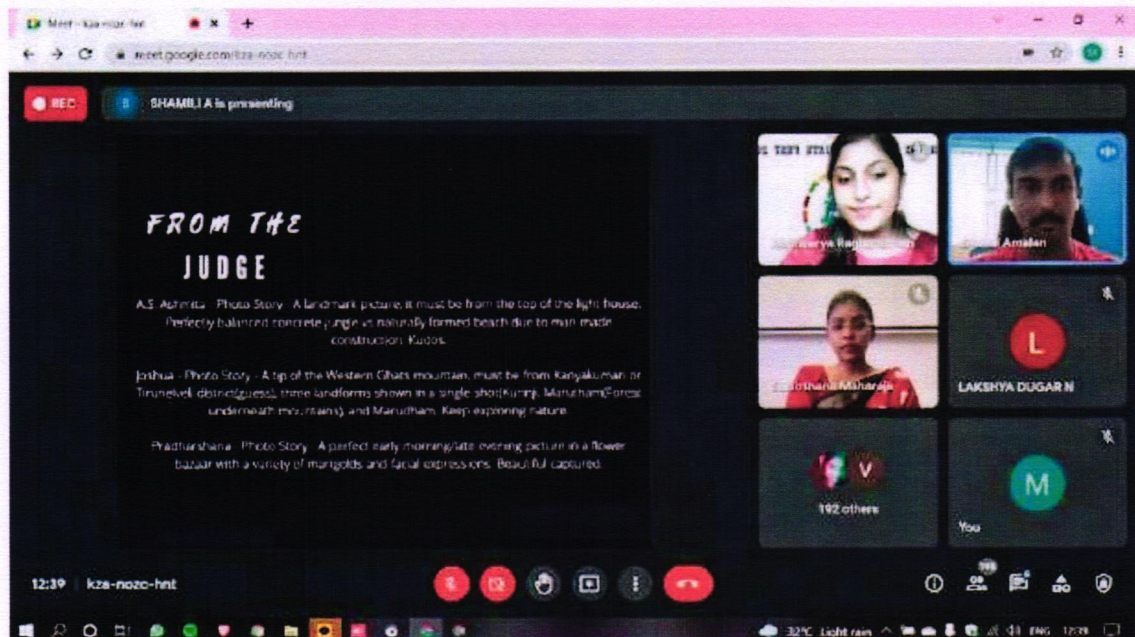 Meet - kza-nozc-hnt
meet.google.com/kza-nozc-hnt
REC
SHAMILI A is presenting
FROM THE
JUDGE
Photo Story - A landmark picture, it must be from the top of the light house.
Perfectly balanced concrete jungle vs naturally formed beach due to man made
construction. Kudos.
Joshua - Photo Story - A tip of the Western Ghats mountain, must be from Kanyakumari or
Tirunelveli district(guess), three landforms shown in a single shot(Kurinji, Marutham(Forest
underneath mountains), and Marudham. Keep exploring nature.
Pradharshana - Photo Story - A perfect early morning/late evening picture in a flower
bazaar with a variety of marigolds and facial expressions. Beautiful captured.
Amalan
Maharaja
L
LAKSHYA DUGAR N
V
192 others
M
You
12:39 kza-nozc-hnt
32°C Light rain
ENG
12:39